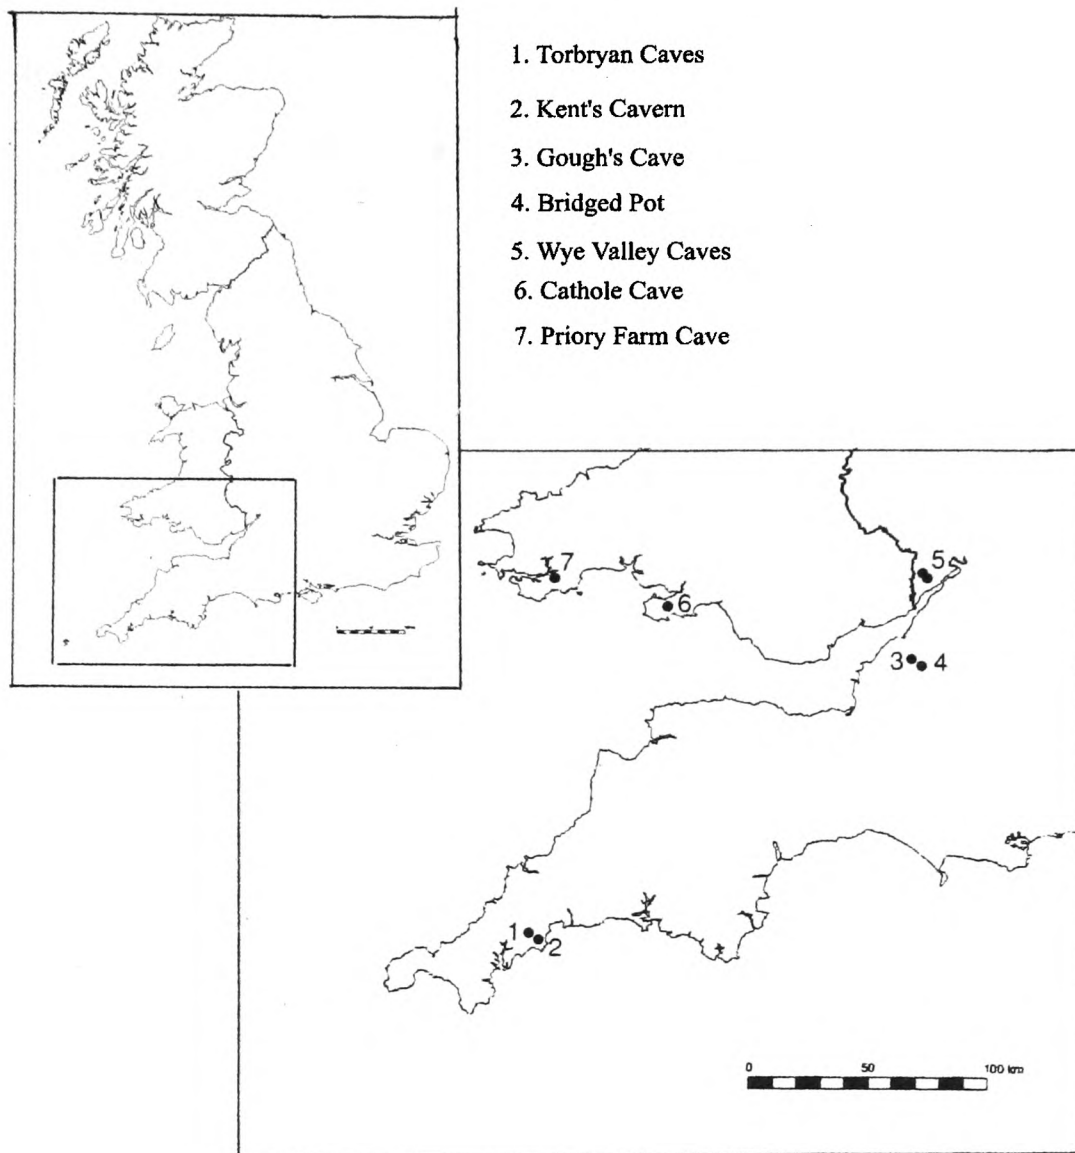 1. Torbryan Caves
2. Kent's Cavern
3. Gough's Cave
4. Bridged Pot
5. Wye Valley Caves
6. Cathole Cave
7. Priory Farm Cave
5
7
6
3 4
1 2
0 50 100 km